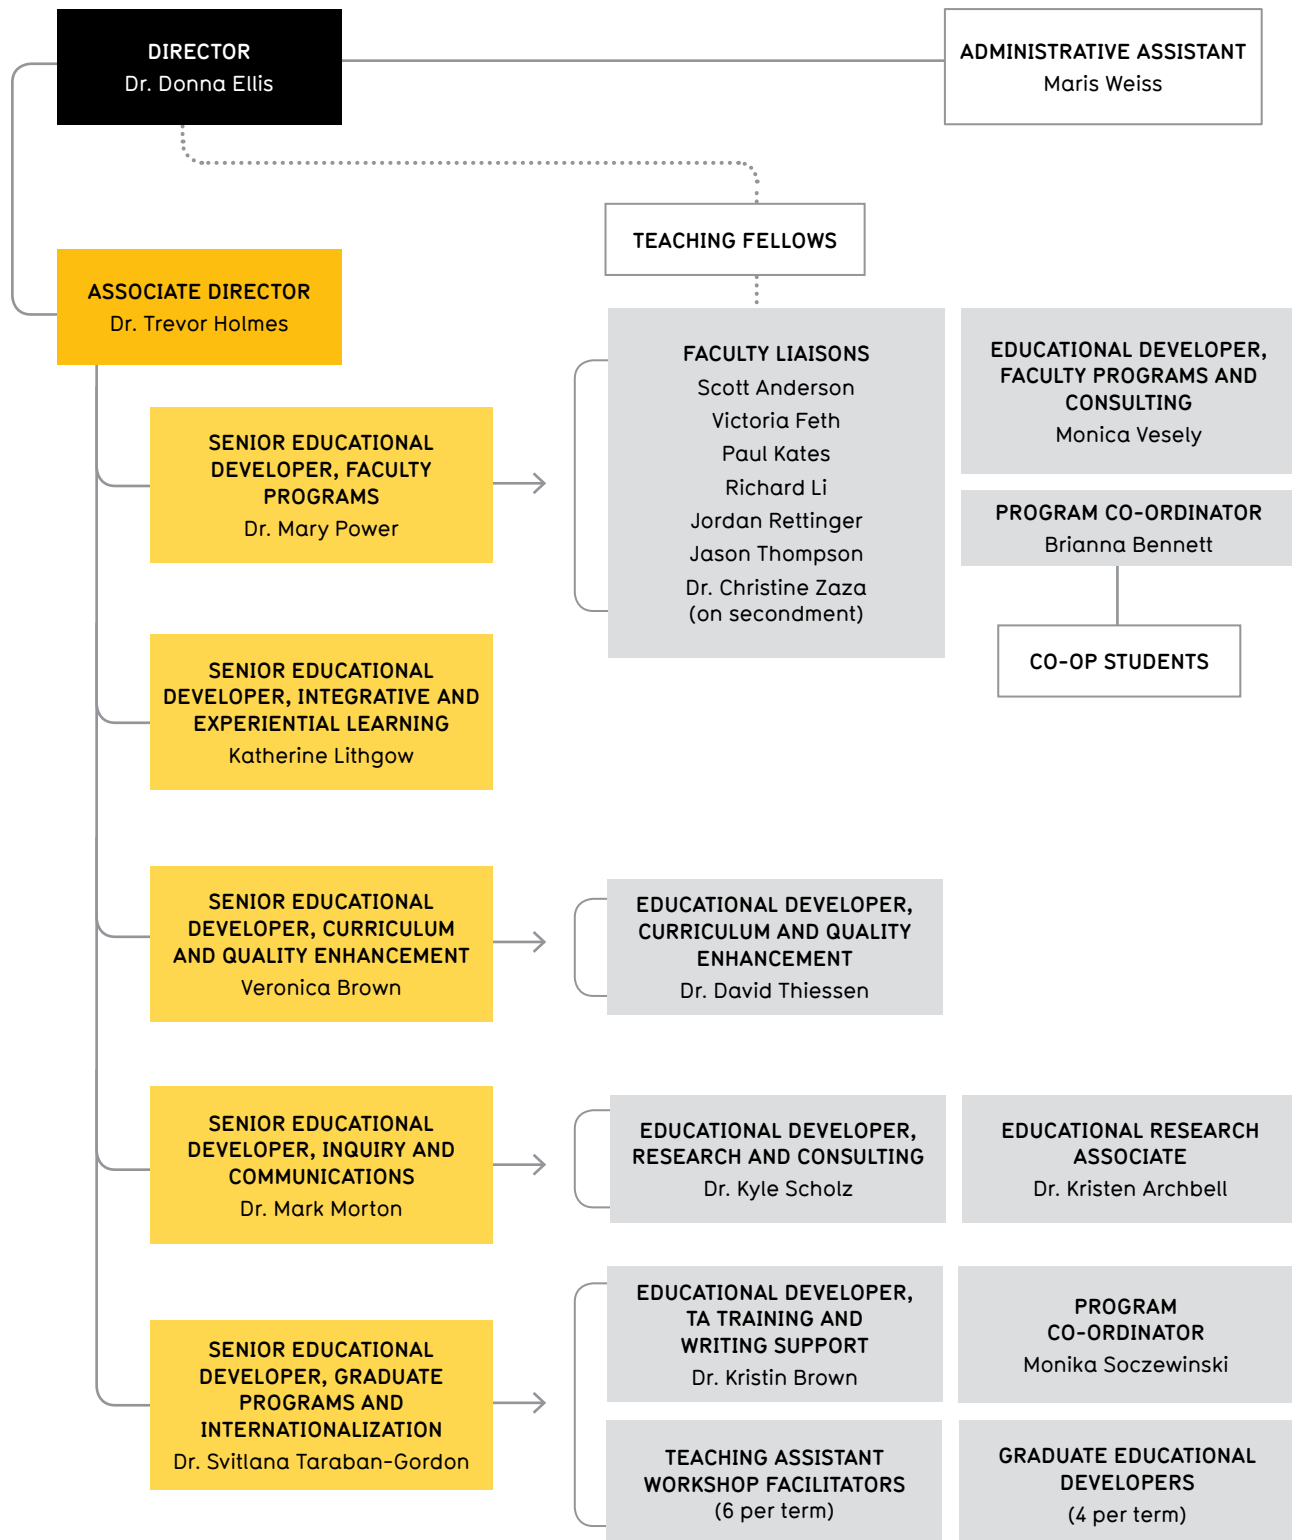 DIRECTOR
Dr. Donna Ellis
ADMINISTRATIVE ASSISTANT
Maris Weiss
TEACHING FELLOWS
ASSOCIATE DIRECTOR
Dr. Trevor Holmes
SENIOR EDUCATIONAL
DEVELOPER, FACULTY
PROGRAMS
Dr. Mary Power
FACULTY LIAISONS
Scott Anderson
Victoria Feth
Paul Kates
Richard Li
Jordan Rettinger
Jason Thompson
Dr. Christine Zaza
(on secondment)
EDUCATIONAL DEVELOPER,
FACULTY PROGRAMS AND
CONSULTING
Monica Vesely
PROGRAM CO-ORDINATOR
Brianna Bennett
CO-OP STUDENTS
SENIOR EDUCATIONAL
DEVELOPER, INTEGRATIVE AND
EXPERIENTIAL LEARNING
Katherine Lithgow
SENIOR EDUCATIONAL
DEVELOPER, CURRICULUM
AND QUALITY ENHANCEMENT
Veronica Brown
EDUCATIONAL DEVELOPER,
CURRICULUM AND QUALITY
ENHANCEMENT
Dr. David Thiessen
SENIOR EDUCATIONAL
DEVELOPER, INQUIRY AND
COMMUNICATIONS
Dr. Mark Morton
EDUCATIONAL DEVELOPER,
RESEARCH AND CONSULTING
Dr. Kyle Scholz
EDUCATIONAL RESEARCH
ASSOCIATE
Dr. Kristen Archbell
SENIOR EDUCATIONAL
DEVELOPER, GRADUATE
PROGRAMS AND
INTERNATIONALIZATION
Dr. Svitlana Taraban-Gordon
EDUCATIONAL DEVELOPER,
TA TRAINING AND
WRITING SUPPORT
Dr. Kristin Brown
PROGRAM
CO-ORDINATOR
Monika Soczewinski
TEACHING ASSISTANT
WORKSHOP FACILITATORS
(6 per term)
GRADUATE EDUCATIONAL
DEVELOPERS
(4 per term)